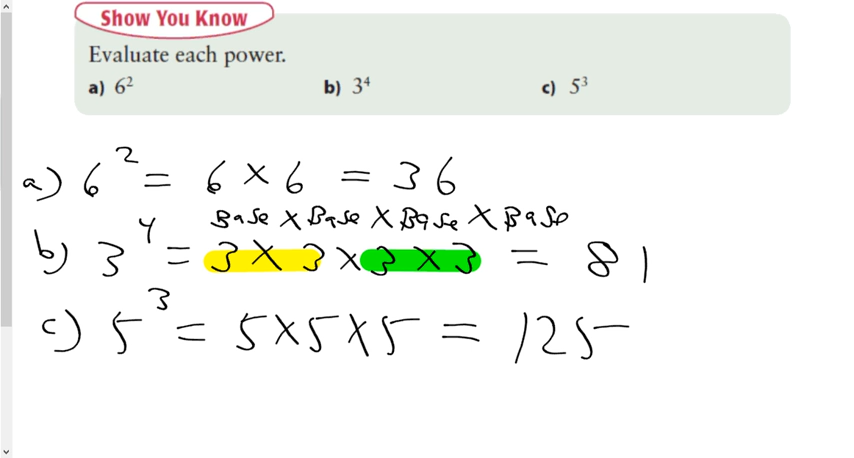 Show You Know
Evaluate each power.
a) 6² b) 3⁴ c) 5³
a) 6² = 6 × 6 = 36
Base × Base × Base × Base
b) 3⁴ = 3 × 3 × 3 × 3 = 81
c) 5³ = 5×5×5 = 125